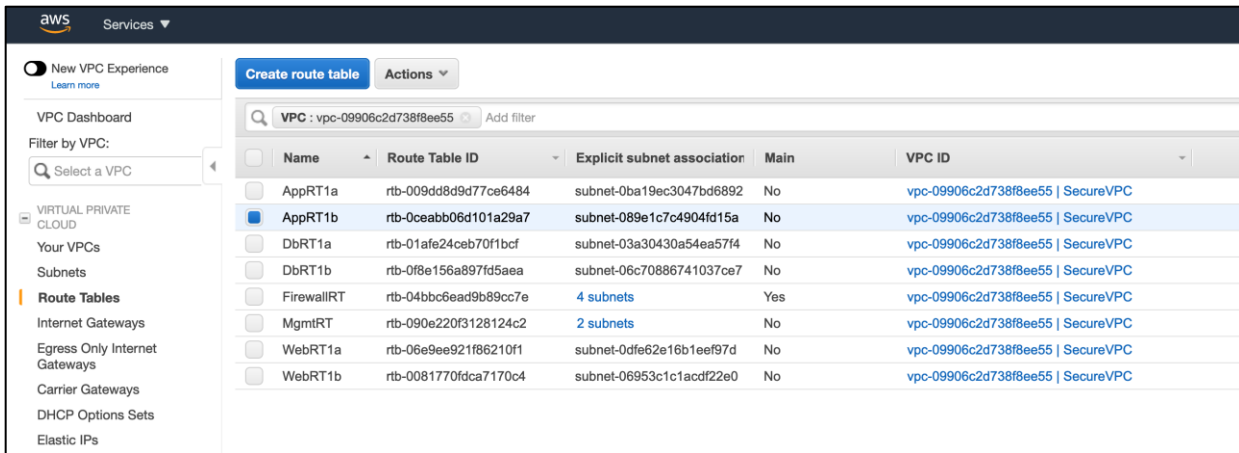 aws Services ▼
New VPC Experience
Learn more
VPC Dashboard
Filter by VPC:
Select a VPC
VIRTUAL PRIVATE
CLOUD
Your VPCs
Subnets
Route Tables
Internet Gateways
Egress Only Internet
Gateways
Carrier Gateways
DHCP Options Sets
Elastic IPs
Create route table Actions
VPC : vpc-09906c2d738f8ee55 Add filter
Name Route Table ID Explicit subnet association Main VPC ID
AppRT1a rtb-009dd8d9d77ce6484 subnet-0ba19ec3047bd6892 No vpc-09906c2d738f8ee55 | SecureVPC
AppRT1b rtb-0ceabb06d101a29a7 subnet-089e1c7c4904fd15a No vpc-09906c2d738f8ee55 | SecureVPC
DbRT1a rtb-01afe24ceb70f1bcf subnet-03a30430a54ea57f4 No vpc-09906c2d738f8ee55 | SecureVPC
DbRT1b rtb-0f8e156a897fd5aea subnet-06c70886741037ce7 No vpc-09906c2d738f8ee55 | SecureVPC
FirewallRT rtb-04bbc6ead9b89cc7e 4 subnets Yes vpc-09906c2d738f8ee55 | SecureVPC
MgmtRT rtb-090e220f3128124c2 2 subnets No vpc-09906c2d738f8ee55 | SecureVPC
WebRT1a rtb-06e9ee921f86210f1 subnet-0dfe62e16b1eef97d No vpc-09906c2d738f8ee55 | SecureVPC
WebRT1b rtb-0081770fdca7170c4 subnet-06953c1c1acdf22e0 No vpc-09906c2d738f8ee55 | SecureVPC